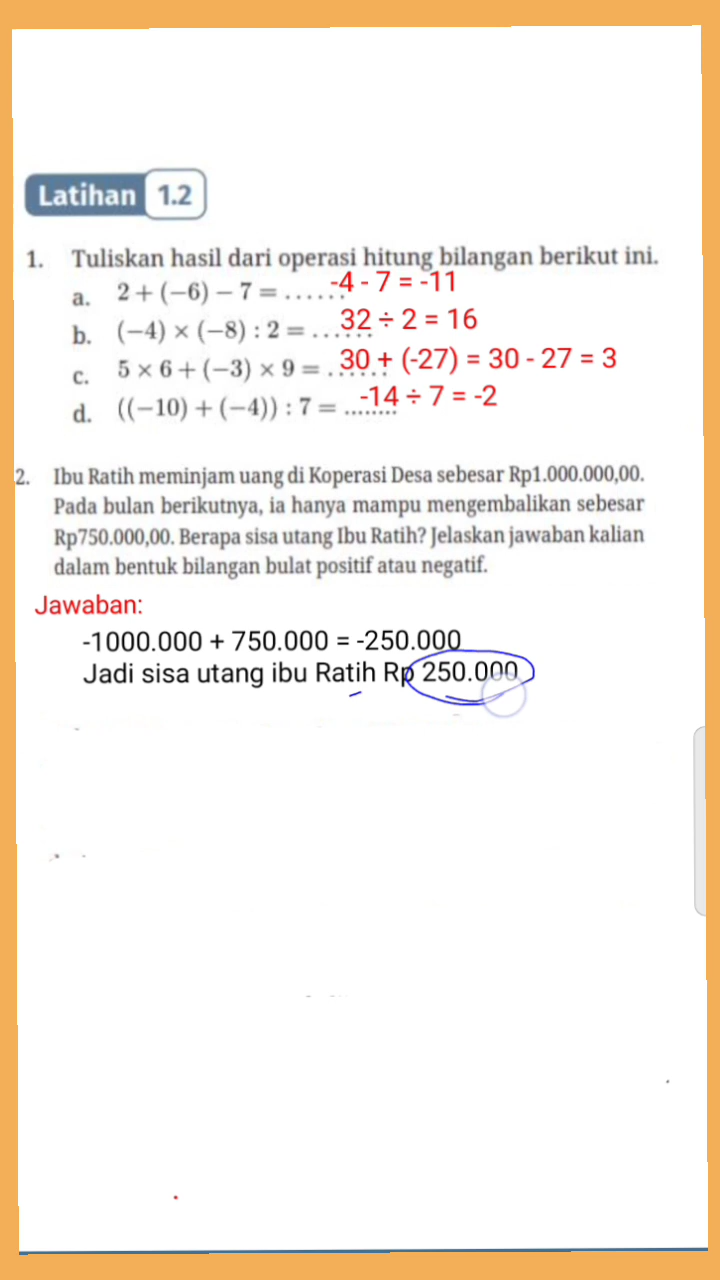 Latihan 1.2
1. Tuliskan hasil dari operasi hitung bilangan berikut ini.
a. 2 + (−6) − 7 = ...... -4 - 7 = -11
b. (−4) × (−8) : 2 = ...... 32 ÷ 2 = 16
c. 5 × 6 + (−3) × 9 = ...... 30 + (-27) = 30 - 27 = 3
d. ((−10) + (−4)) : 7 = ........ -14 ÷ 7 = -2
2. Ibu Ratih meminjam uang di Koperasi Desa sebesar Rp1.000.000,00.
Pada bulan berikutnya, ia hanya mampu mengembalikan sebesar
Rp750.000,00. Berapa sisa utang Ibu Ratih? Jelaskan jawaban kalian
dalam bentuk bilangan bulat positif atau negatif.
Jawaban:
-1000.000 + 750.000 = -250.000
Jadi sisa utang ibu Ratih Rp 250.000